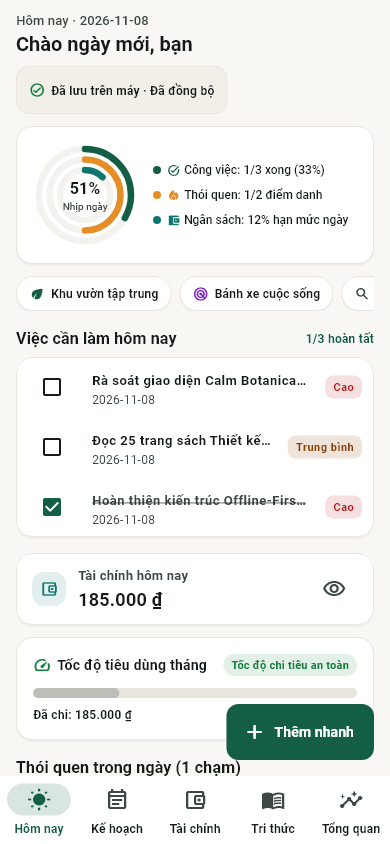 Hôm nay · 2026-11-08
Chào ngày mới, bạn
Đã lưu trên máy · Đã đồng bộ
51%
Nhịp ngày
Công việc: 1/3 xong (33%)
Thói quen: 1/2 điểm danh
Ngân sách: 12% hạn mức ngày
Khu vườn tập trung
Bánh xe cuộc sống
Việc cần làm hôm nay
1/3 hoàn tất
Rà soát giao diện Calm Botanica...
2026-11-08
Cao
Đọc 25 trang sách Thiết kế...
2026-11-08
Trung bình
Hoàn thiện kiến trúc Offline-Firs...
2026-11-08
Cao
Tài chính hôm nay
185.000 ₫
Tốc độ tiêu dùng tháng
Tốc độ chi tiêu an toàn
Đã chi: 185.000 ₫
Thêm nhanh
Thói quen trong ngày (1 chạm)
Hôm nay
Kế hoạch
Tài chính
Tri thức
Tổng quan